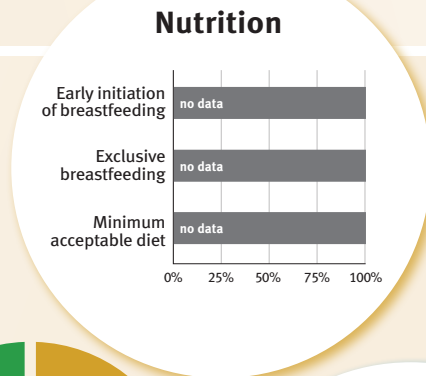 Nutrition
Early initiation
of breastfeeding
no data
Exclusive
breastfeeding
no data
Minimum
acceptable diet
no data
0% 25% 50% 75% 100%